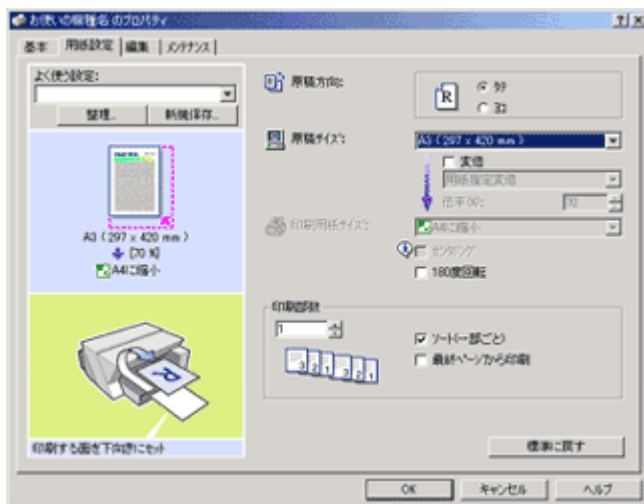 お使いの機種名 のプロパティ
基本 用紙設定 編集 メンテナンス
よく使う設定:
整理... 新規保存...
A3 (297 x 420 mm)
[70 %]
A4に縮小
印刷する面を下向きにセット
原稿方向:
R
タテ
ヨコ
原稿サイズ:
A3 (297 x 420 mm)
変倍
用紙指定変倍
倍率(%): 70
印刷用紙サイズ:
A4に縮小
センタリング
180度回転
印刷部数
1
3 2 1 3 2 1
ソート(一部ごと)
最終ページから印刷
標準に戻す
OK キャンセル ヘルプ